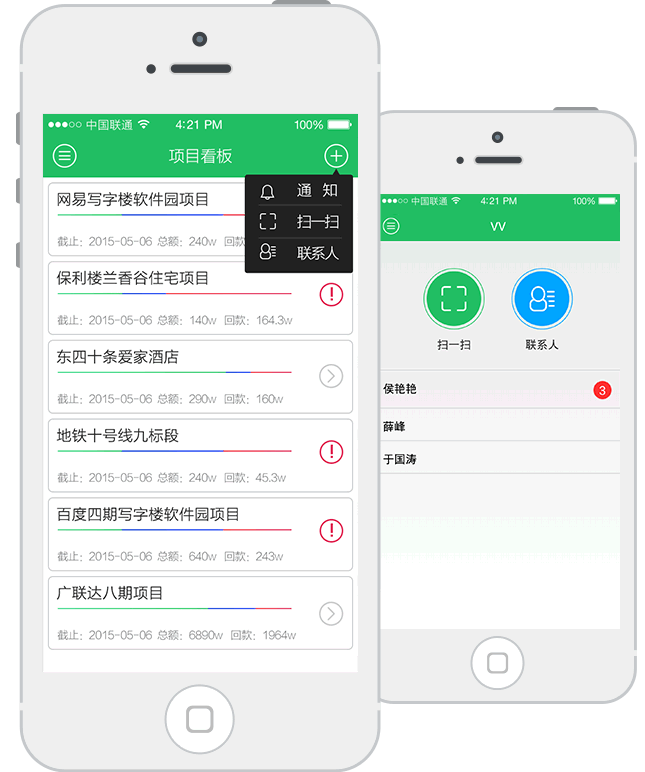 中国联通 4:21 PM 100%
项目看板
通 知
扫一扫
联系人
网易写字楼软件园项目
截止: 2015-05-06 总额: 240w 回
保利楼兰香谷住宅项目
截止: 2015-05-06 总额: 140w 回款: 164.3w
东四十条爱家酒店
截止: 2015-05-06 总额: 290w 回款: 160w
地铁十号线九标段
截止: 2015-05-06 总额: 240w 回款: 45.3w
百度四期写字楼软件园项目
截止: 2015-05-06 总额: 640w 回款: 243w
广联达八期项目
截止: 2015-05-06 总额: 6890w 回款: 1964w
中国联通 4:21 PM 100%
VV
扫一扫 联系人
侯艳艳 3
薛峰
于国涛